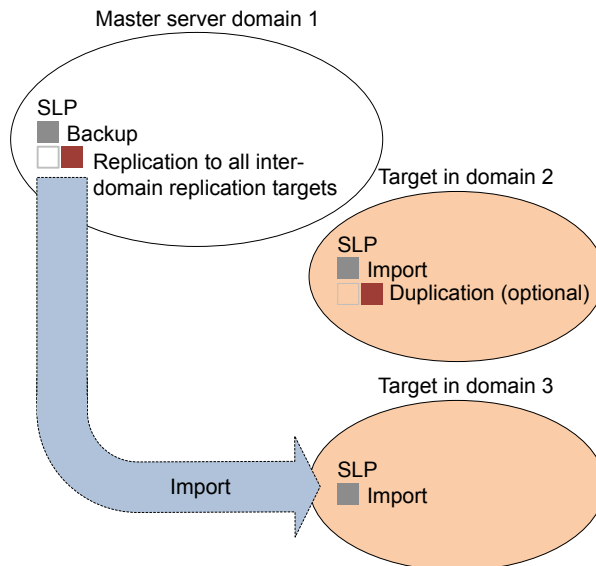 Master server domain 1
SLP
Backup
Replication to all inter-
domain replication targets
Target in domain 2
SLP
Import
Duplication (optional)
Target in domain 3
SLP
Import
Import